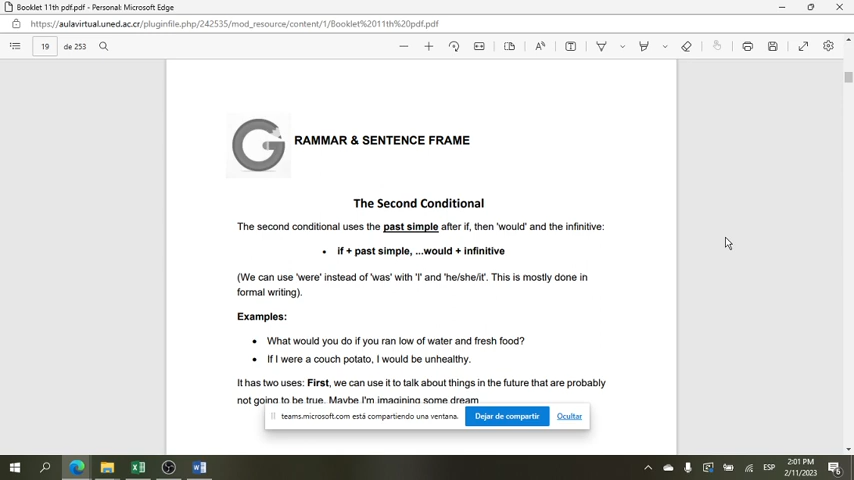 Booklet 11th pdf.pdf - Personal: Microsoft Edge
https://aulavirtual.uned.ac.cr/pluginfile.php/242535/mod_resource/content/1/Booklet%2011th%20pdf.pdf
19 de 253
GRAMMAR & SENTENCE FRAME
The Second Conditional
The second conditional uses the past simple after if, then 'would' and the infinitive:
• if + past simple, ...would + infinitive
(We can use 'were' instead of 'was' with 'I' and 'he/she/it'. This is mostly done in
formal writing).
Examples:
• What would you do if you ran low of water and fresh food?
• If I were a couch potato, I would be unhealthy.
It has two uses: First, we can use it to talk about things in the future that are probably
not going to be true. Maybe I'm imagining some dream
teams.microsoft.com está compartiendo una ventana. Dejar de compartir Ocultar
ESP
2:01 PM
2/11/2023